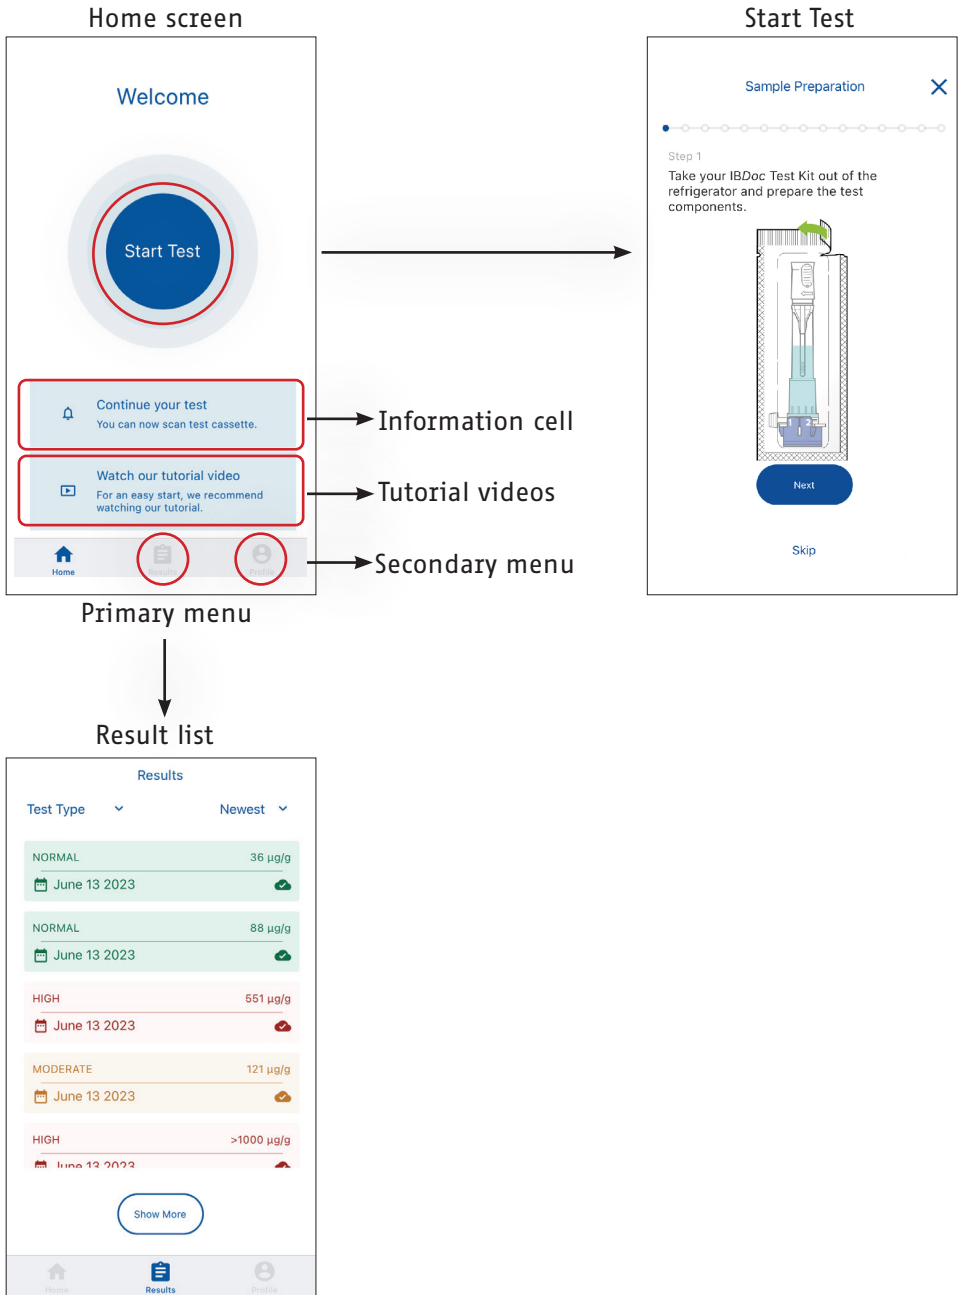 Home screen
Start Test
Welcome
Start Test
Continue your test
You can now scan test cassette.
Watch our tutorial video
For an easy start, we recommend
watching our tutorial.
Home
Results
Profile
Information cell
Tutorial videos
Secondary menu
Primary menu
Sample Preparation
Step 1
Take your IBDoc Test Kit out of the
refrigerator and prepare the test
components.
1 2
Next
Skip
Result list
Results
Test Type
Newest
NORMAL 36 µg/g
June 13 2023
NORMAL 88 µg/g
June 13 2023
HIGH 551 µg/g
June 13 2023
MODERATE 121 µg/g
June 13 2023
HIGH >1000 µg/g
June 13 2023
Show More
Home
Results
Profile